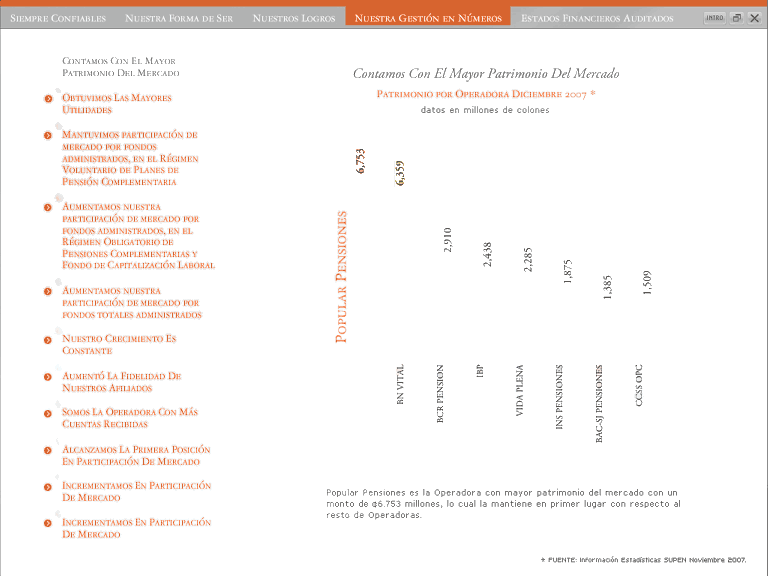 Siempre Confiables
Nuestra Forma de Ser
Nuestros Logros
Nuestra Gestión en Números
Estados Financieros Auditados
INTRO
Contamos Con El Mayor
Patrimonio Del Mercado
Obtuvimos Las Mayores
Utilidades
Mantuvimos participación de
mercado por fondos
administrados, en el Régimen
Voluntario de Planes de
Pensión Complementaria
Aumentamos nuestra
participación de mercado por
fondos administrados, en el
Régimen Obligatorio de
Pensiones Complementarias y
Fondo de Capitalización Laboral
Aumentamos nuestra
participación de mercado por
fondos totales administrados
Nuestro Crecimiento Es
Constante
Aumentó La Fidelidad De
Nuestros Afiliados
Somos La Operadora Con Más
Cuentas Recibidas
Alcanzamos La Primera Posición
En Participación De Mercado
Incrementamos En Participación
De Mercado
Incrementamos En Participación
De Mercado
Contamos Con El Mayor Patrimonio Del Mercado
Patrimonio por Operadora Diciembre 2007 *
datos en millones de colones
6,753
6,359
2,910
2,438
2,285
1,875
1,385
1,509
Popular Pensiones
BN VITAL
BCR PENSION
IBP
VIDA PLENA
INS PENSIONES
BAC-SJ PENSIONES
CCSS OPC
Popular Pensiones es la Operadora con mayor patrimonio del mercado con un
monto de ¢6.753 millones, lo cual la mantiene en primer lugar con respecto al
resto de Operadoras.
* FUENTE: Información Estadísticas SUPEN Noviembre 2007.